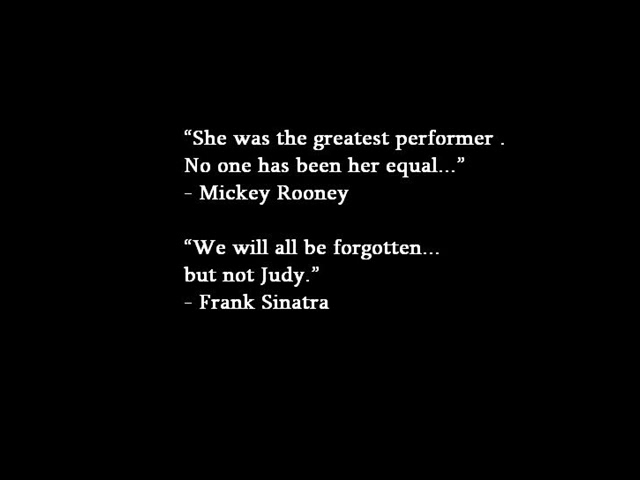 “She was the greatest performer .
No one has been her equal...”
- Mickey Rooney
“We will all be forgotten...
but not Judy.”
- Frank Sinatra